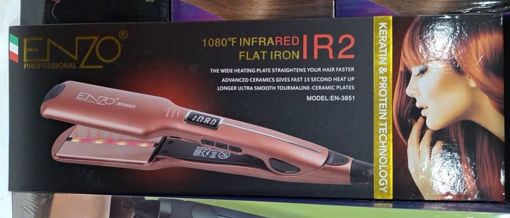 ENZO®
PROFESSIONAL
1080°F INFRARED
FLAT IRON
IR2
THE WIDE HEATING PLATE STRAIGHTENS YOUR HAIR FASTER
ADVANCED CERAMICS GIVES FAST 15 SECOND HEAT UP
LONGER ULTRA SMOOTH TOURMALINE-CERAMIC PLATES
MODEL:EN-3851
ENZO
1080
KERATIN & PROTEIN TECHNOLOGY